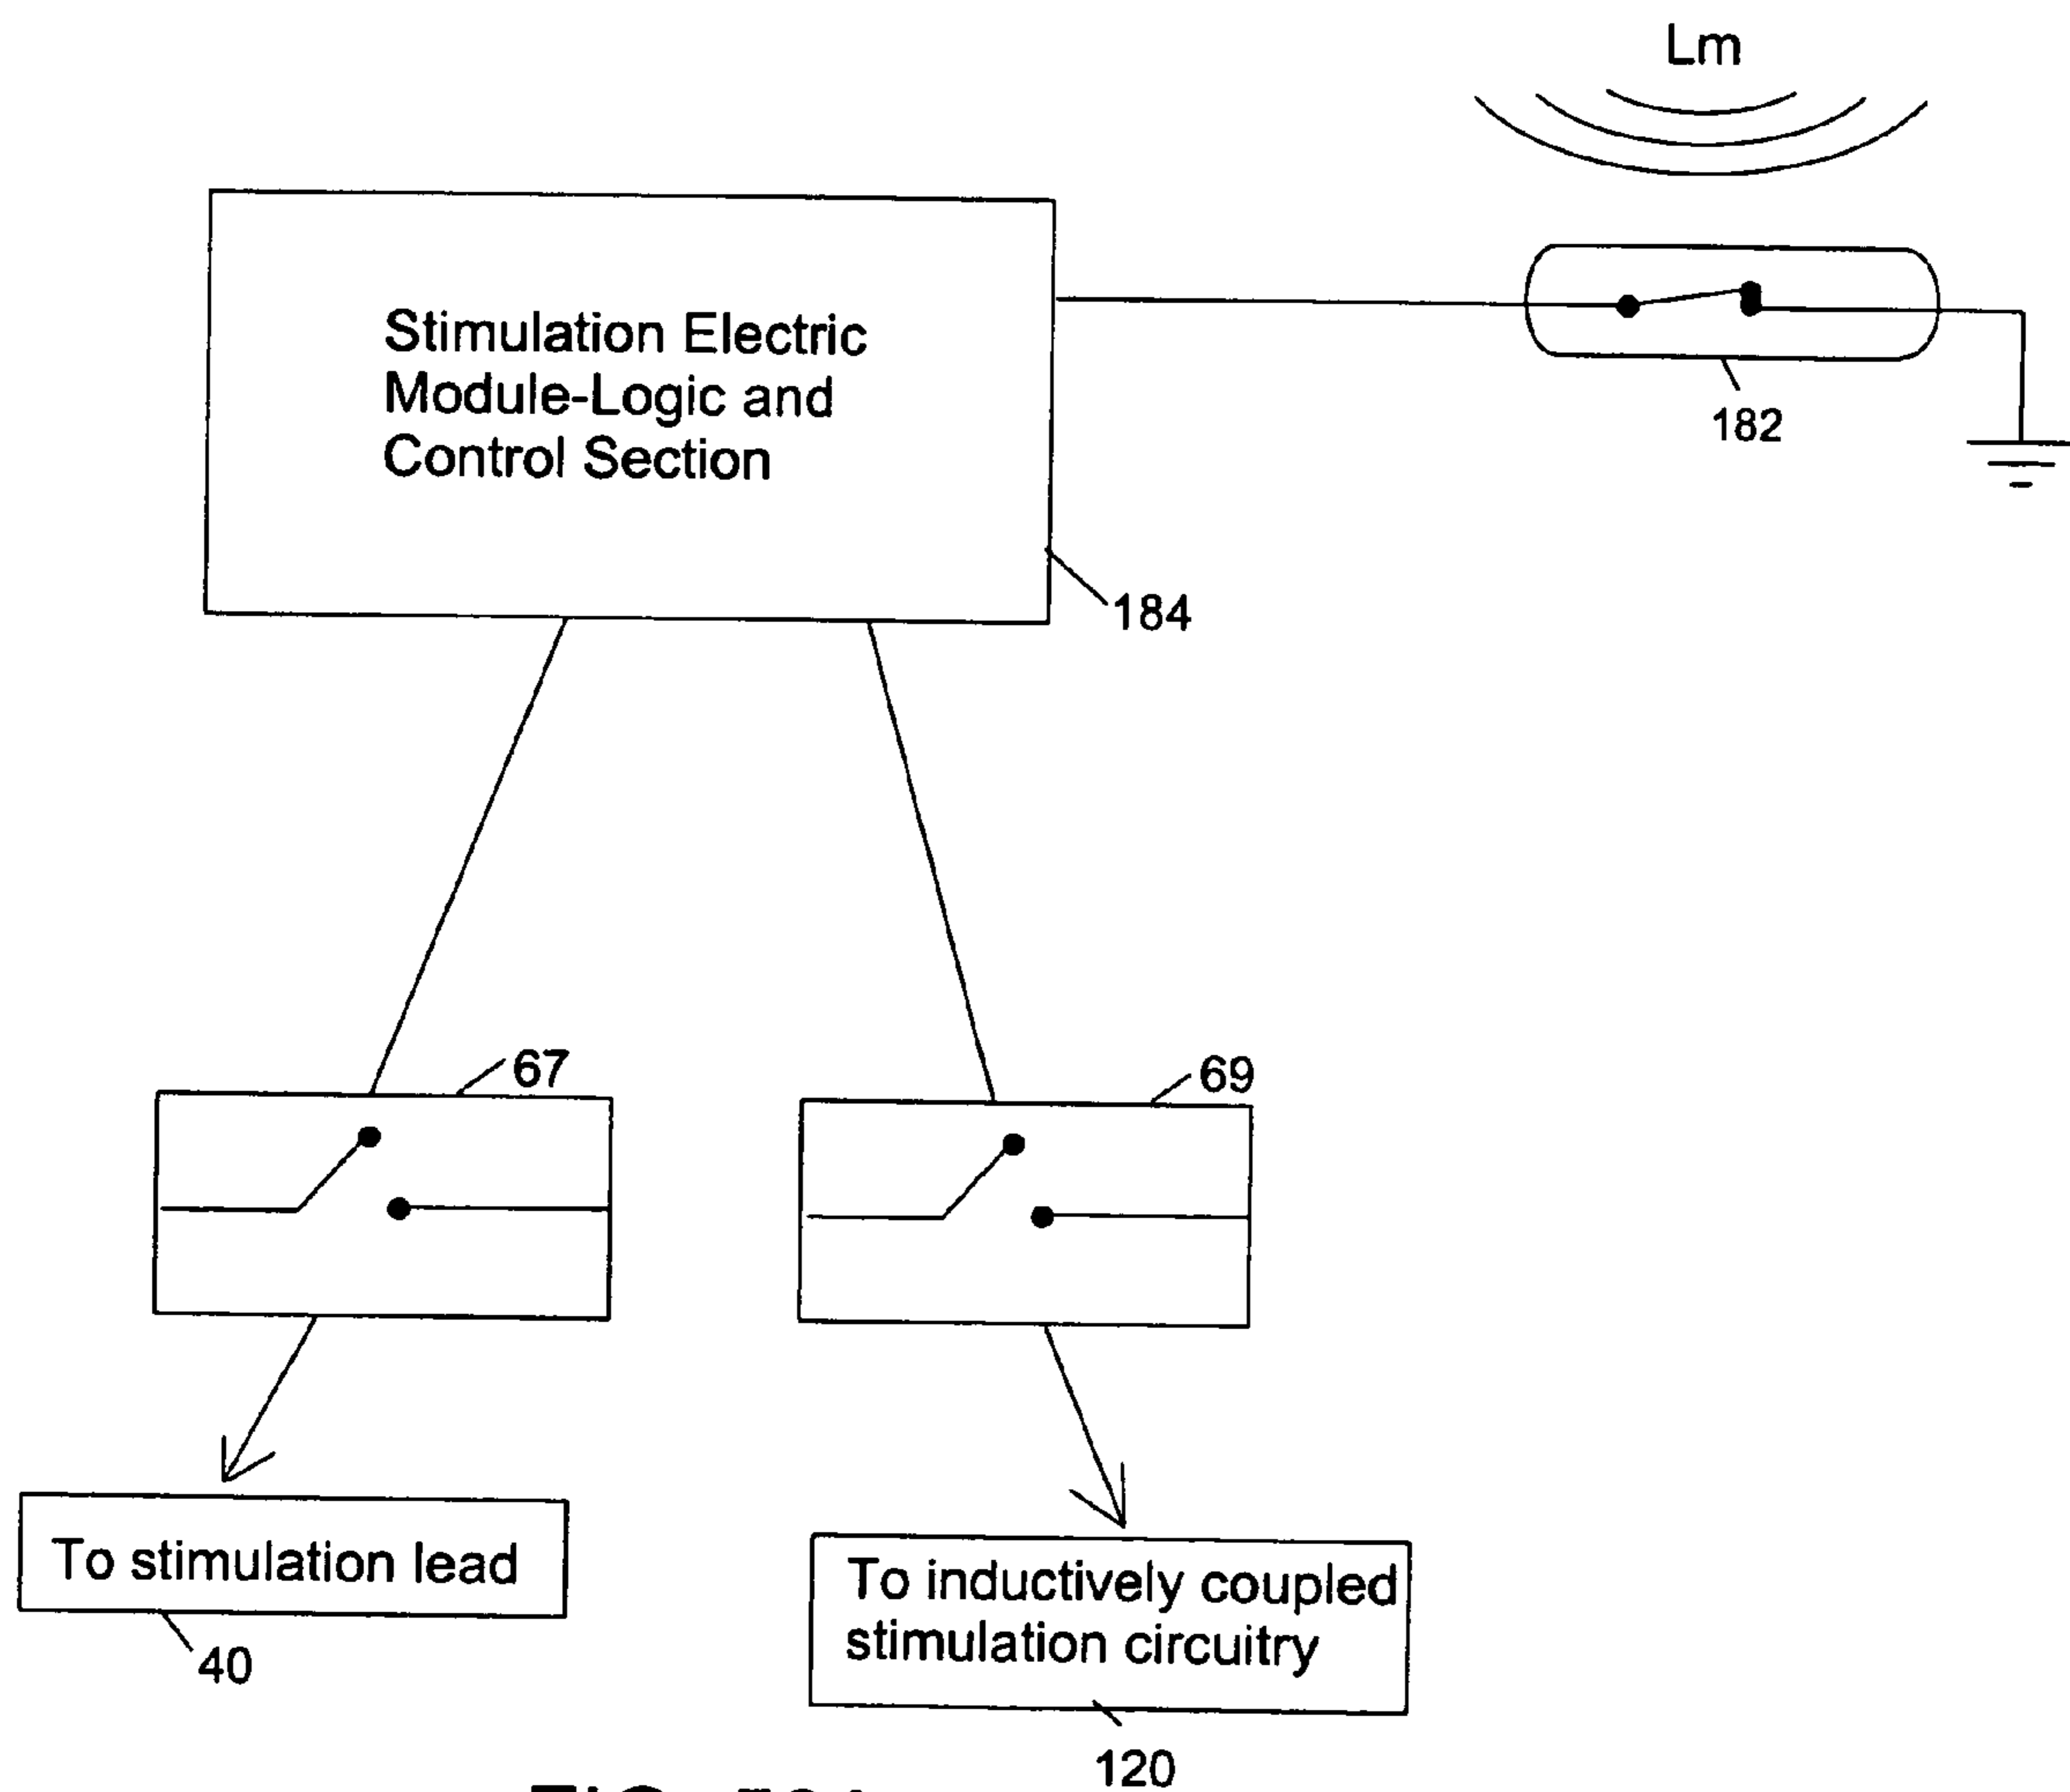 Lm
Stimulation Electric
Module-Logic and
Control Section
182
184
67
69
To stimulation lead
To inductively coupled
stimulation circuitry
40
120